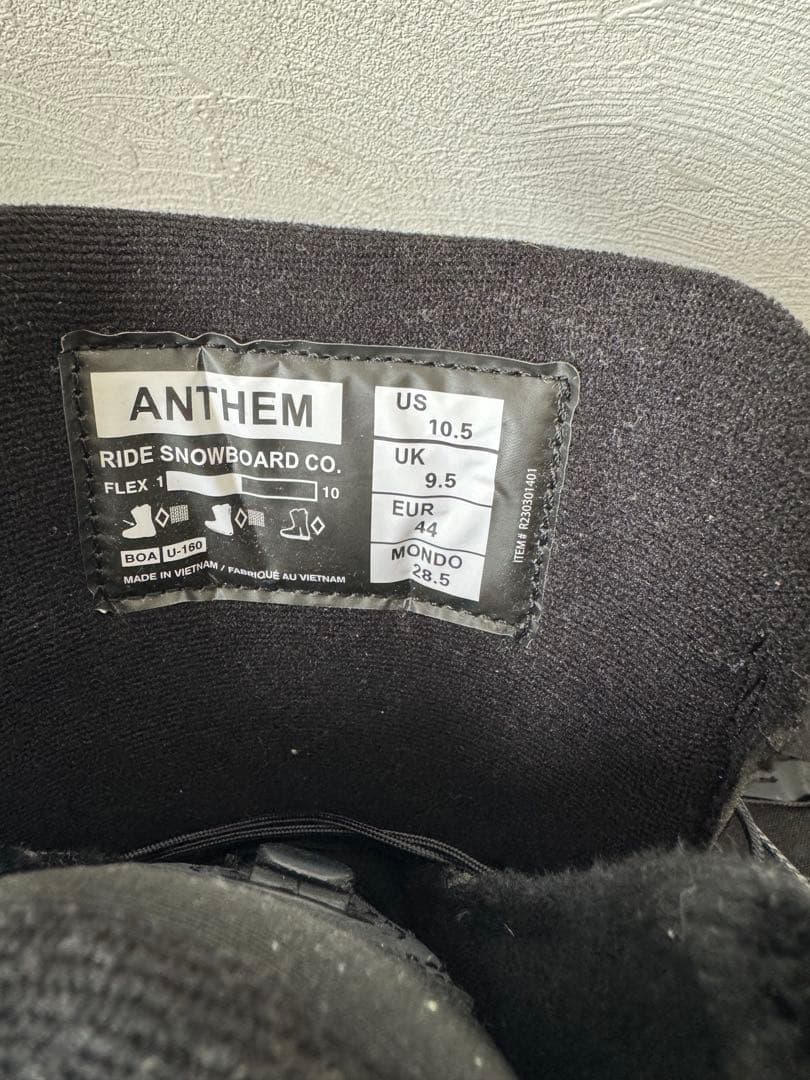 ANTHEM
RIDE SNOWBOARD CO.
FLEX 1 10
BOA U-160
MADE IN VIETNAM / FABRIQUÉ AU VIETNAM
US
10.5
UK
9.5
EUR
44
MONDO
28.5
ITEM# R230301401